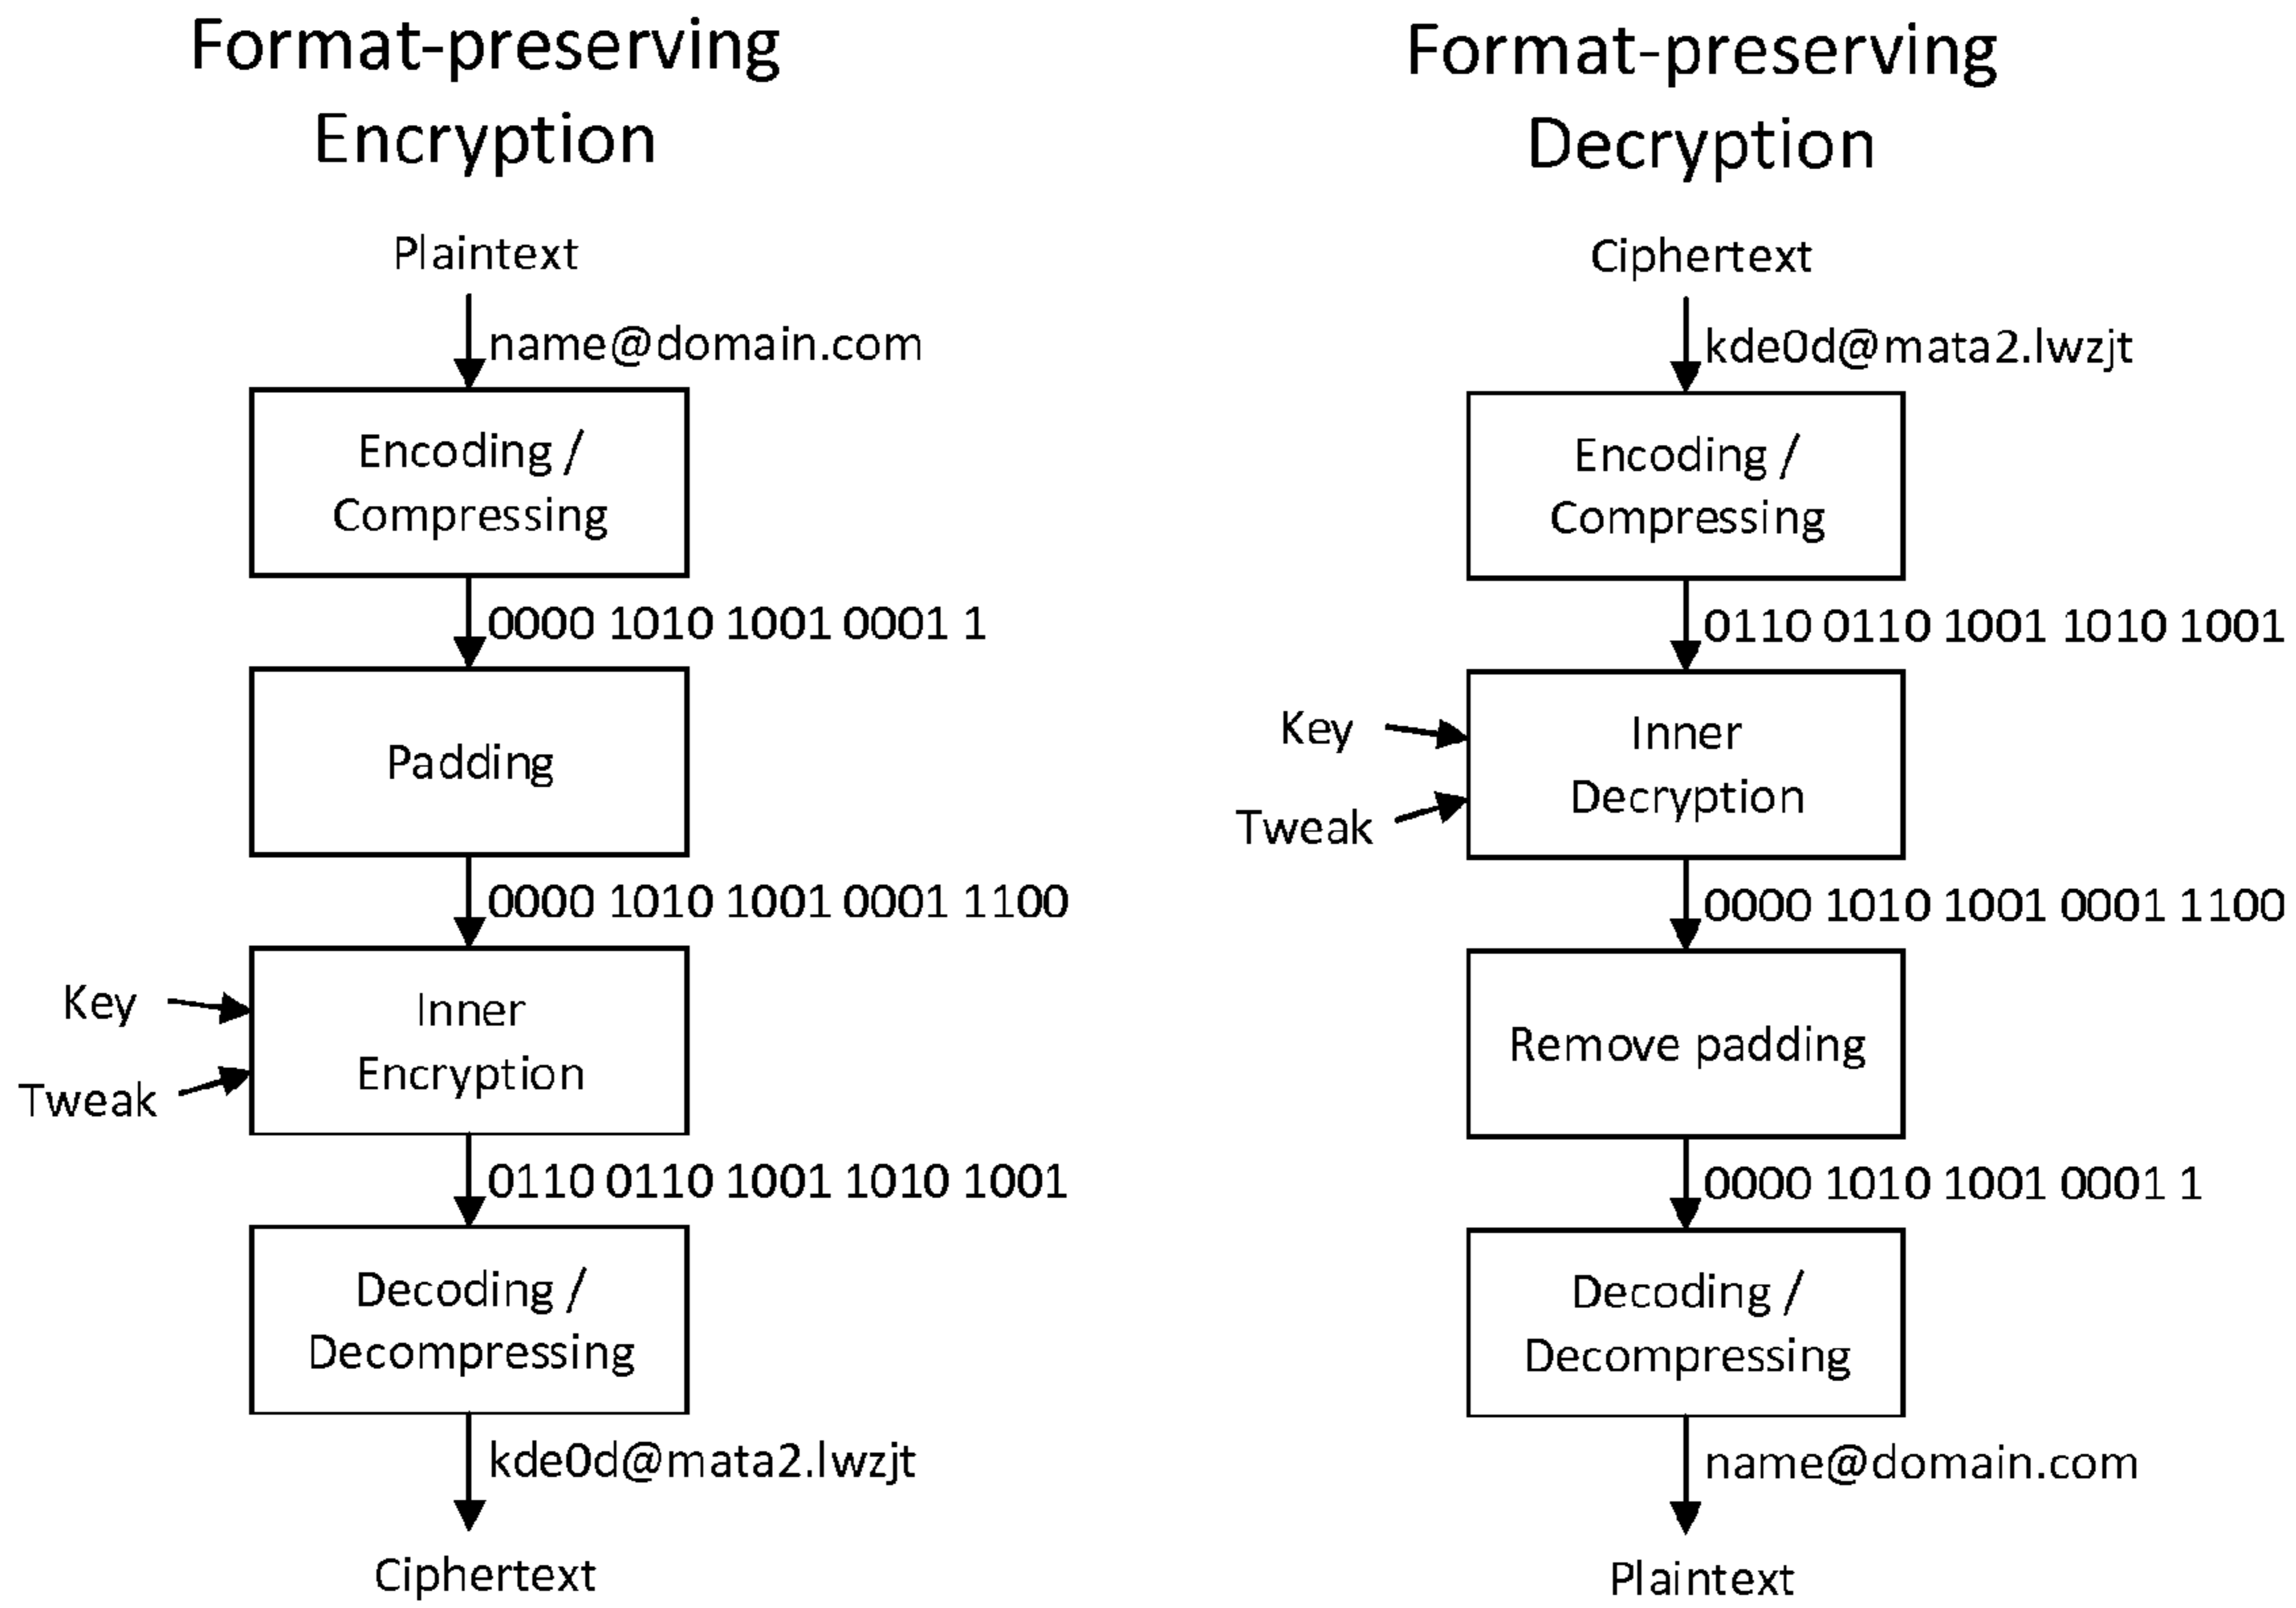 Format-preserving
Encryption
Plaintext
name@domain.com
Encoding /
Compressing
0000 1010 1001 0001 1
Padding
0000 1010 1001 0001 1100
Key
Tweak
Inner
Encryption
0110 0110 1001 1010 1001
Decoding /
Decompressing
kde0d@mata2.lwzjt
Ciphertext
Format-preserving
Decryption
Ciphertext
kde0d@mata2.lwzjt
Encoding /
Compressing
0110 0110 1001 1010 1001
Key
Tweak
Inner
Decryption
0000 1010 1001 0001 1100
Remove padding
0000 1010 1001 0001 1
Decoding /
Decompressing
name@domain.com
Plaintext